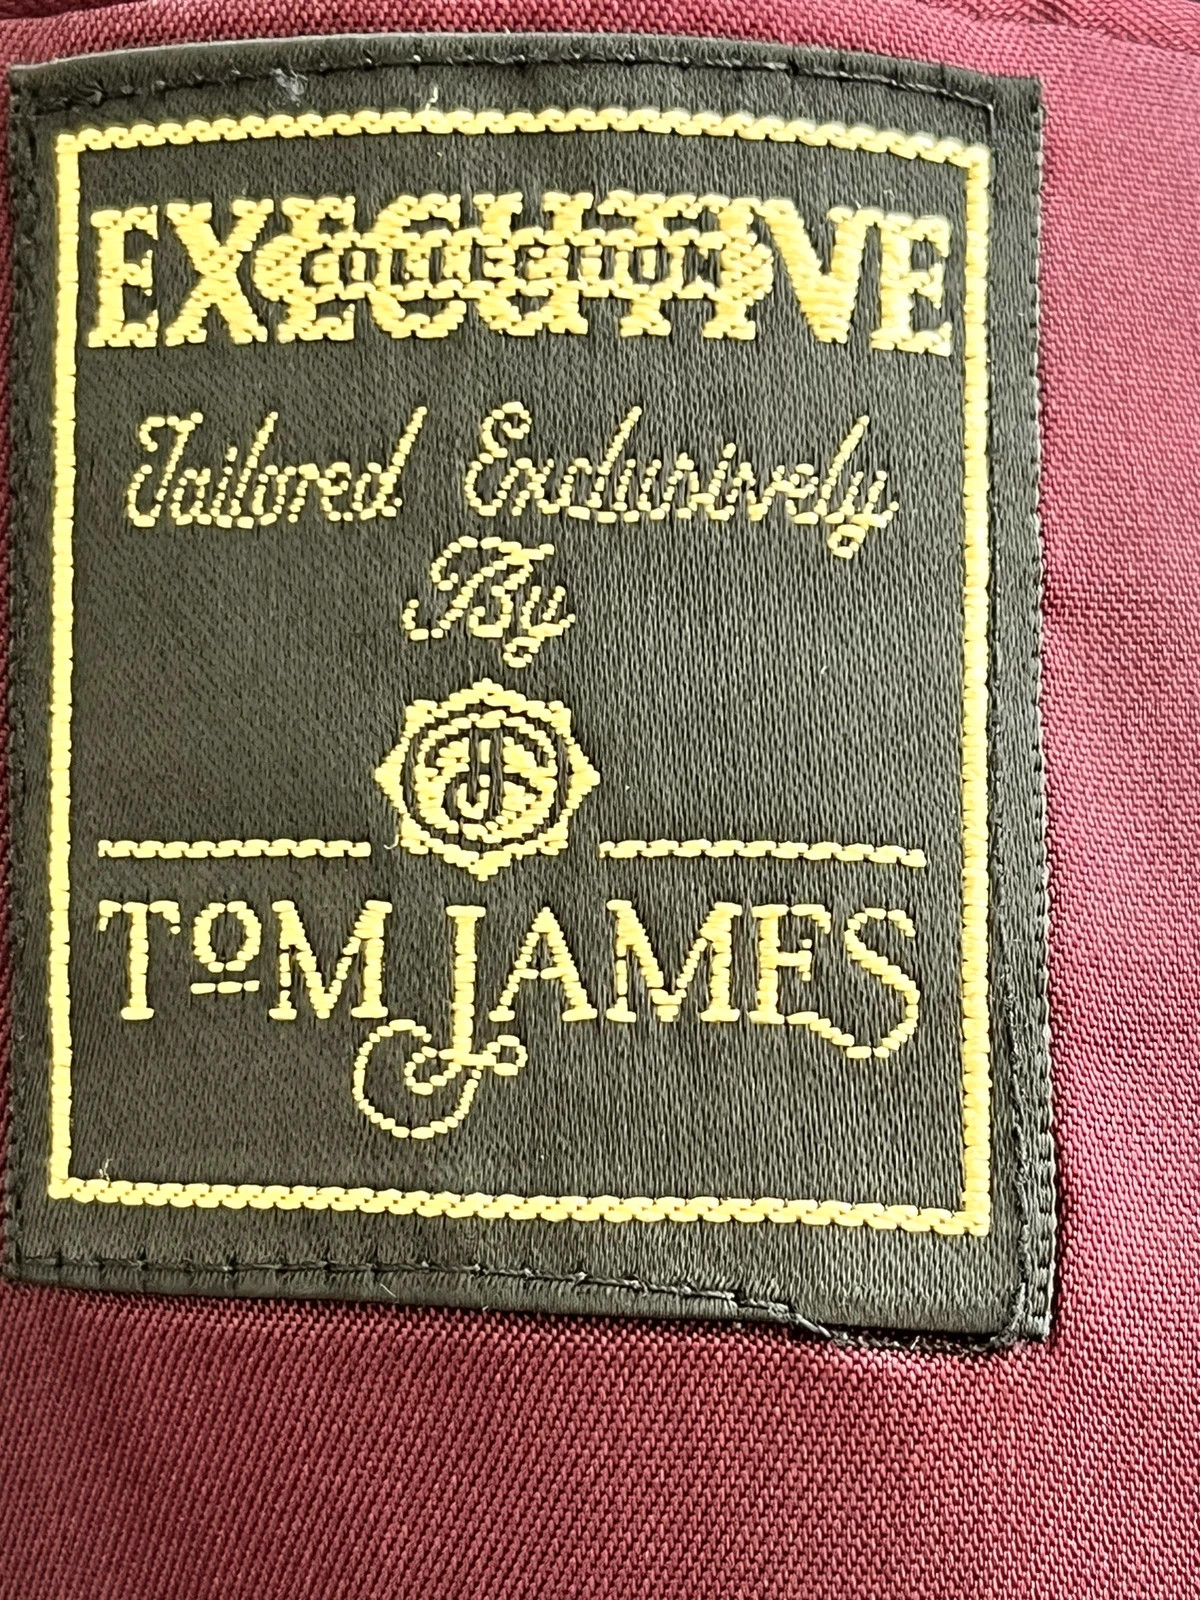 EXECUTIVE
COLLECTION
Tailored Exclusively
By
TOM JAMES